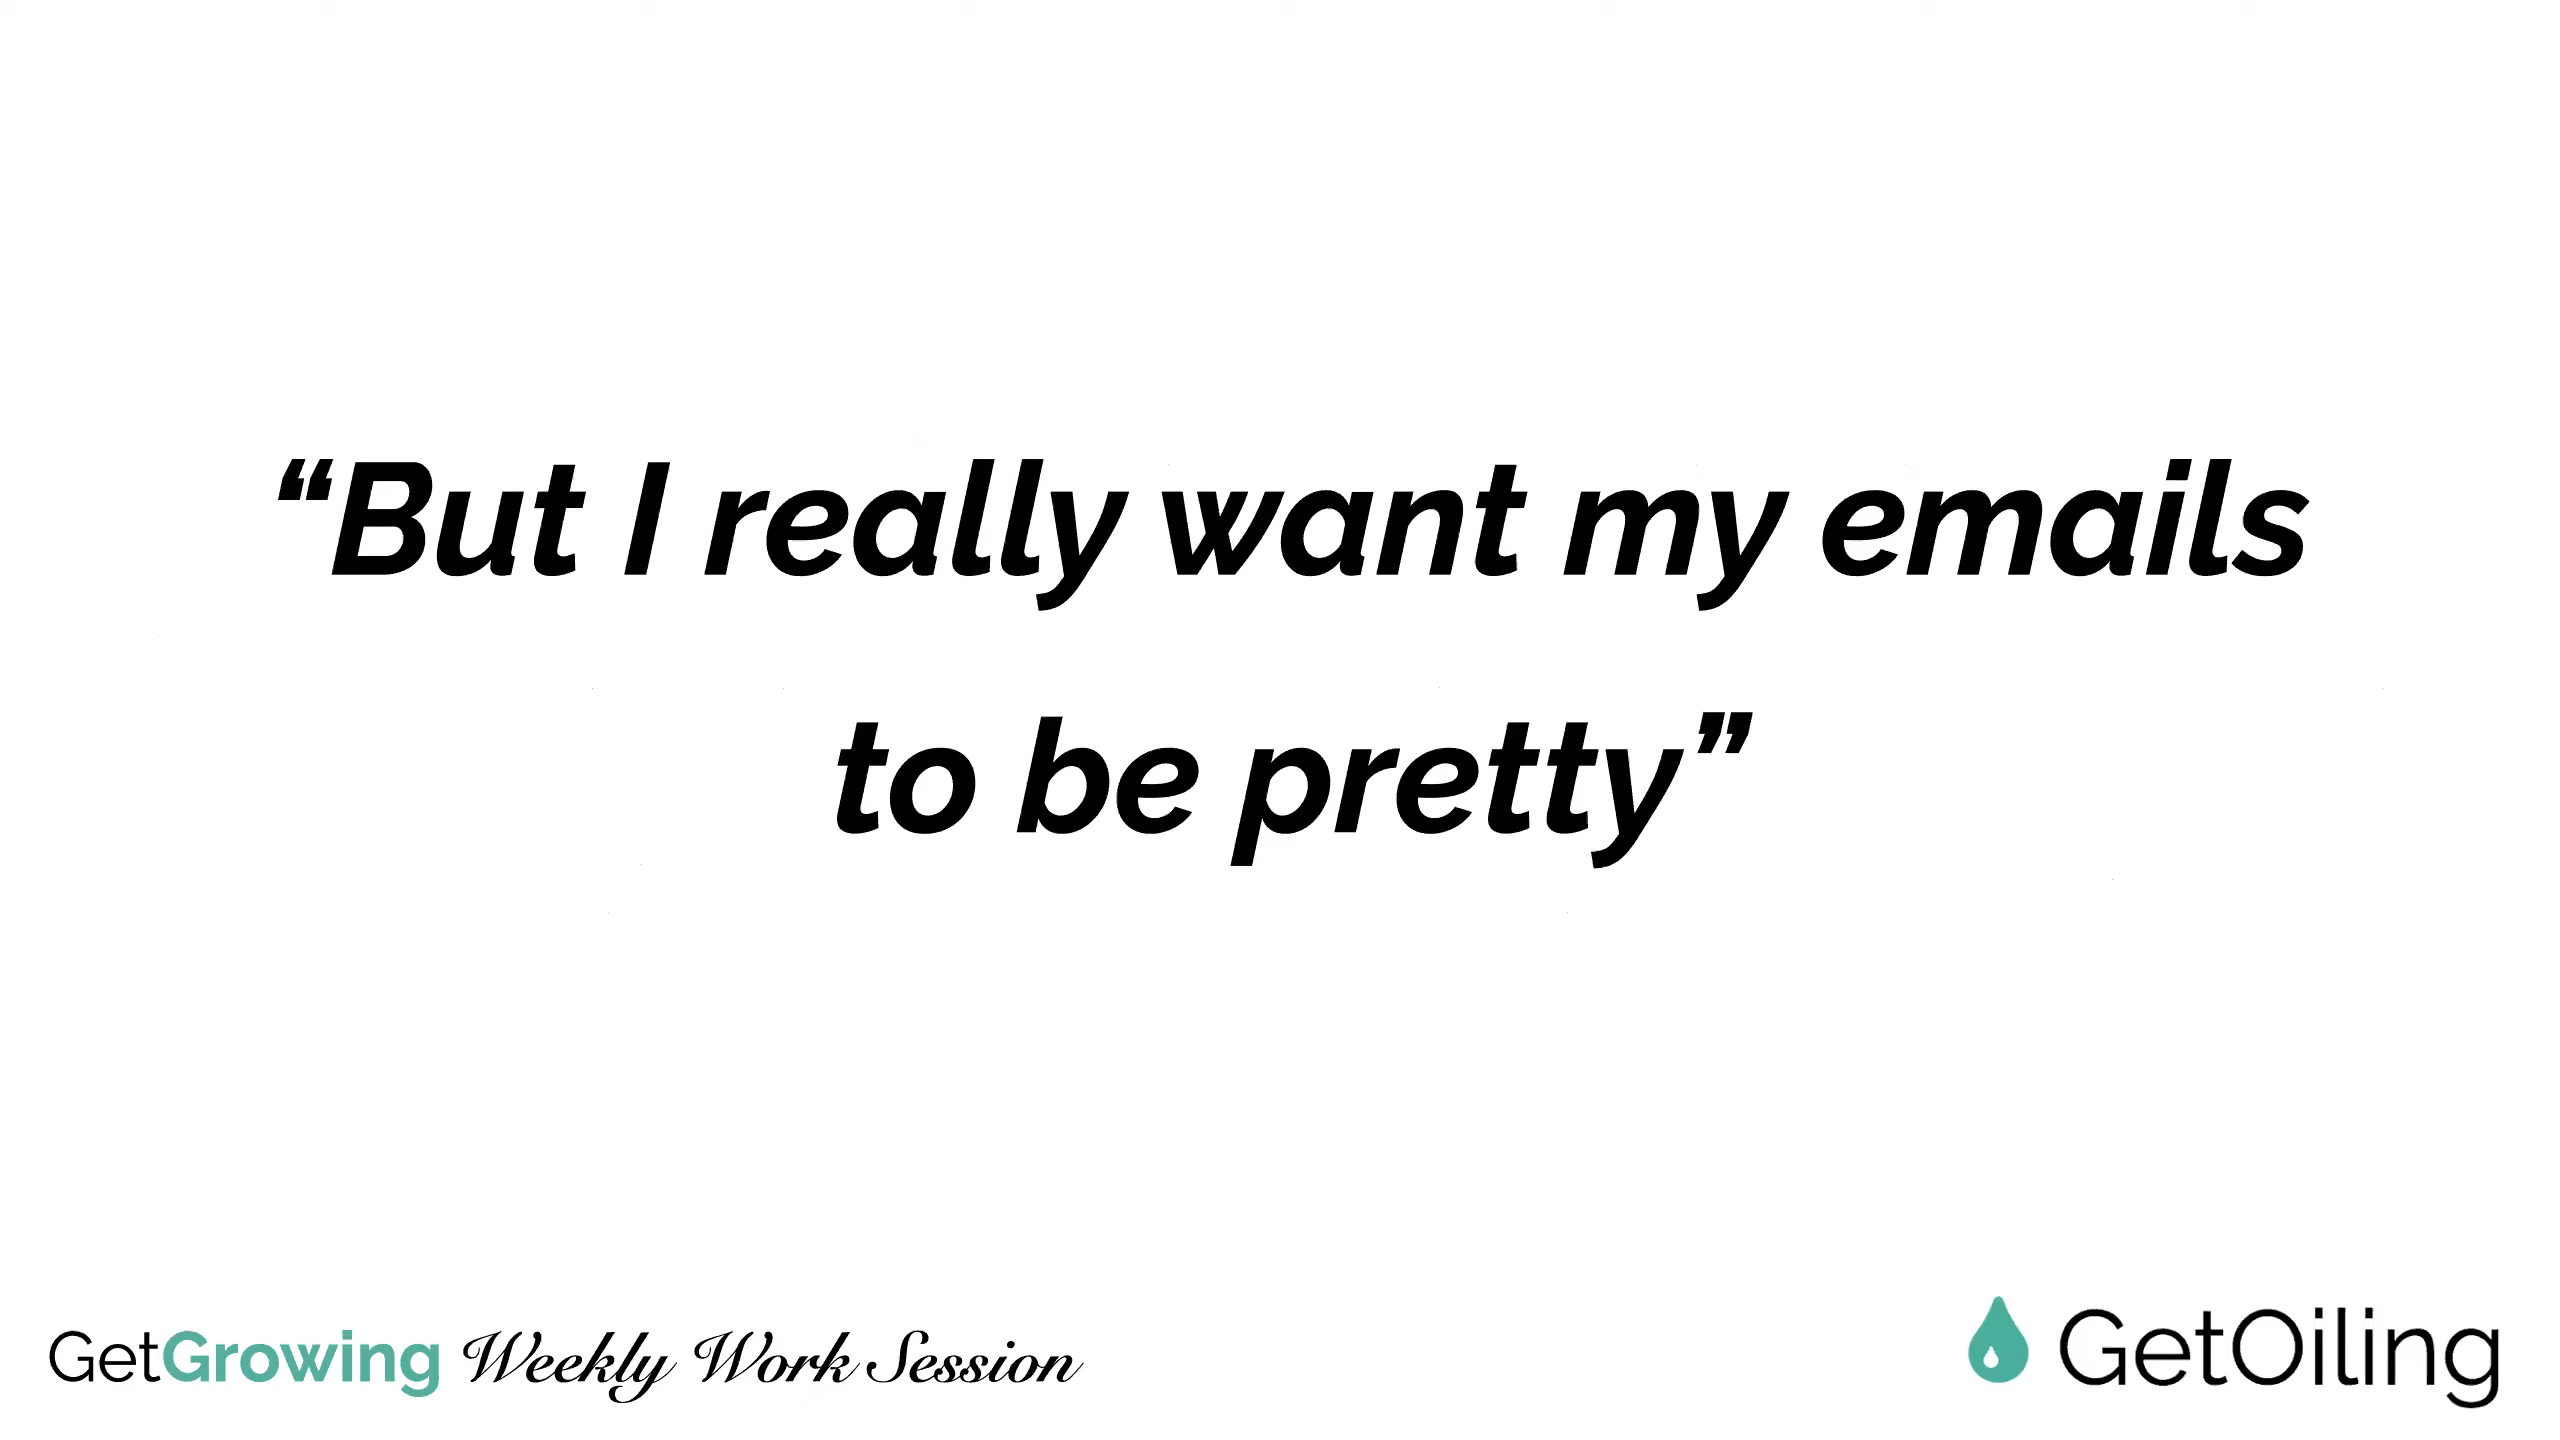 “But I really want my emails
to be pretty”
GetGrowing Weekly Work Session
GetOiling